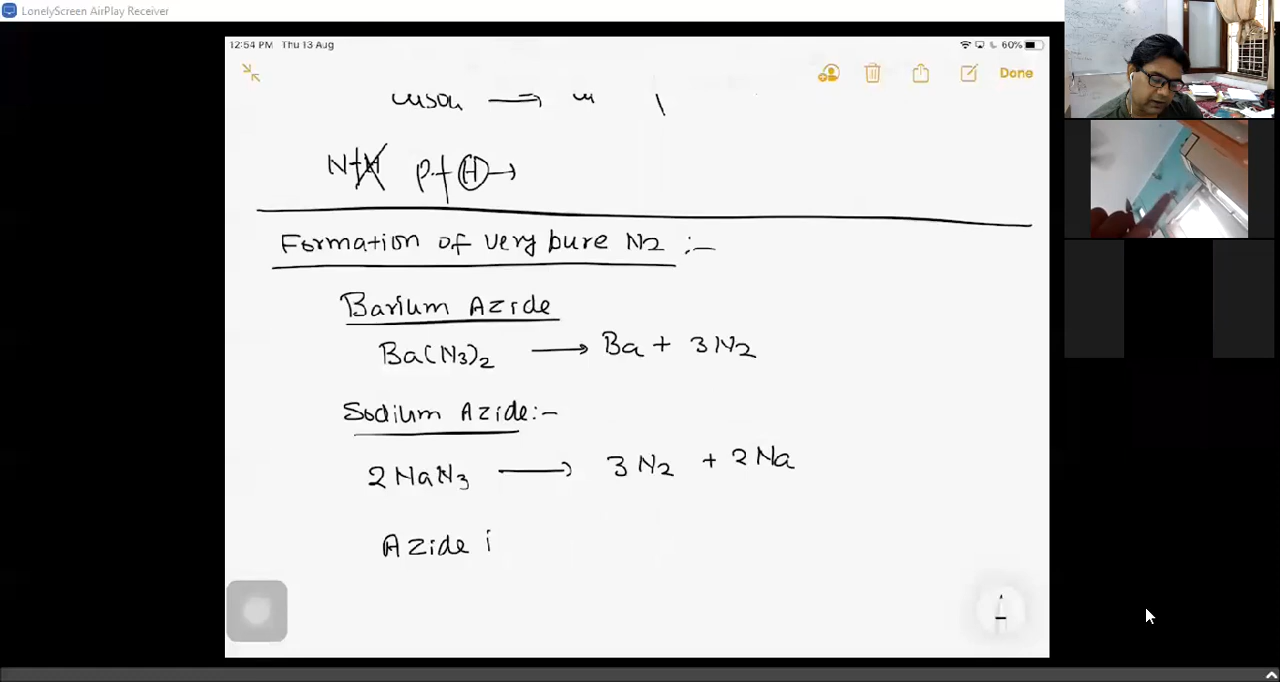 LonelyScreen AirPlay Receiver
12:54 PM Thu 13 Aug
60%
Done
Formation of very pure N2 :-
Barium Azide
Ba(N3)2 → Ba + 3N2
Sodium Azide:-
2NaN3 → 3N2 + 2Na
Azide i